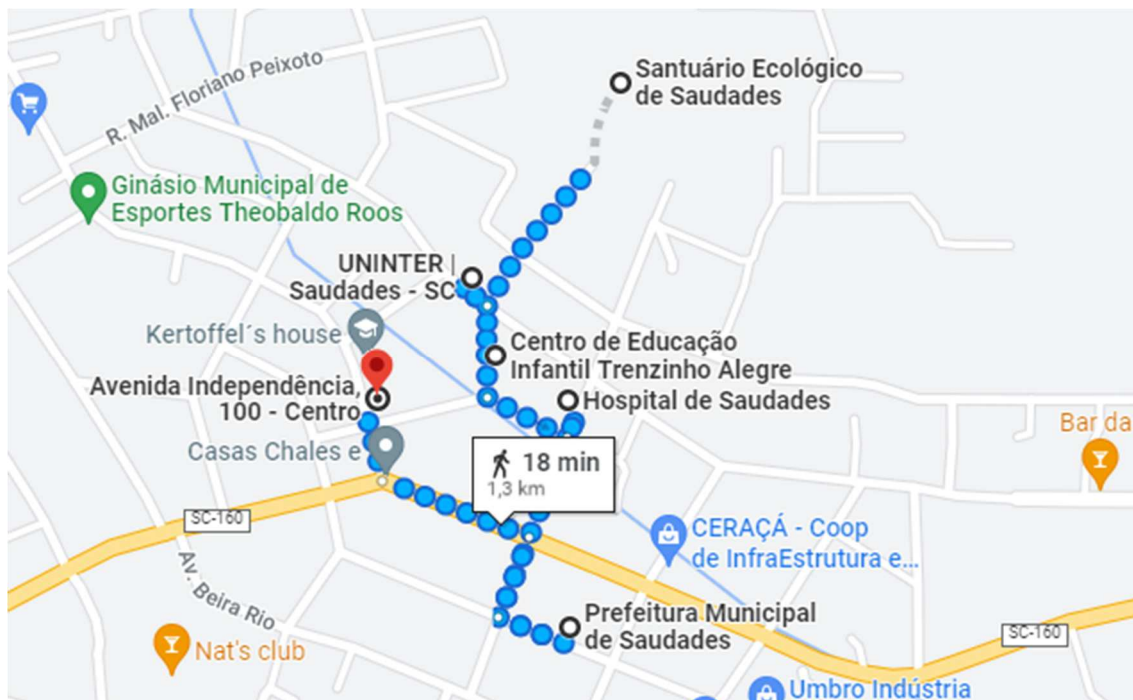 Santuário Ecológico
de Saudades
R. Mal. Floriano Peixoto
Ginásio Municipal de
Esportes Theobaldo Roos
UNINTER |
Saudades - SC
Kertoffel´s house
Centro de Educação
Infantil Trenzinho Alegre
Avenida Independência,
100 - Centro
Hospital de Saudades
Casas Chales e
Bar da
18 min
1,3 km
SC-160
CERAÇÁ - Coop
de InfraEstrutura e...
Av. Beira Rio
Prefeitura Municipal
de Saudades
SC-160
Nat's club
Umbro Indústria